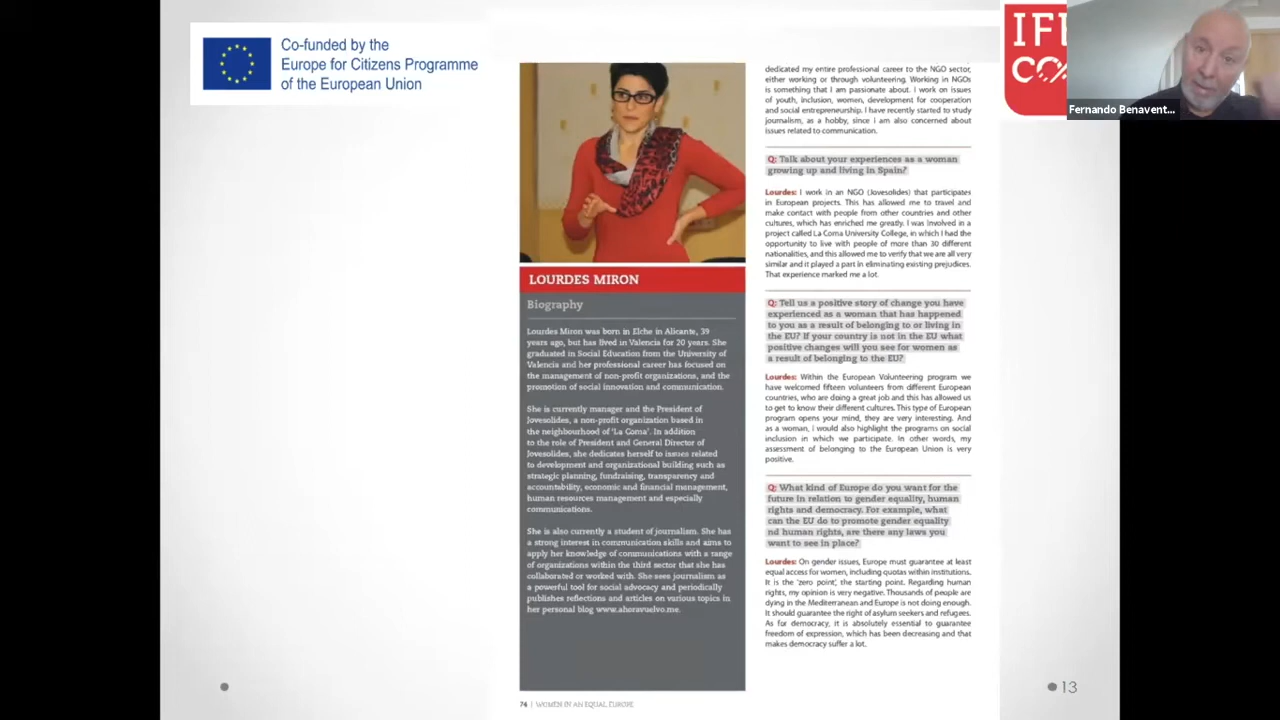 Co-funded by the
Europe for Citizens Programme
of the European Union
LOURDES MIRON
Biography
Lourdes Miron was born in Elche in Alicante, 39
years ago, but has lived in Valencia for 20 years. She
graduated in Social Education from the University of
Valencia and her professional career has focused on
the management of non-profit organizations, and the
promotion of social innovation and communication.
She is currently manager and the President of
Jovesolides, a non-profit organization based in
the neighbourhood of 'La Coma'. In addition
to the role of President and General Director of
Jovesolides, she dedicates herself to issues related
to development and organizational building such as
strategic planning, fundraising, transparency and
accountability, economic and financial management,
human resources management and especially
communications.
She is also currently a student of journalism. She has
a strong interest in communication skills and aims to
apply her knowledge of communications with a range
of organizations within the third sector that she has
collaborated or worked with. She sees journalism as
a powerful tool for social advocacy and periodically
publishes reflections and articles on various topics in
her personal blog www.ahoravuelvo.me.
74 | WOMEN IN AN EQUAL EUROPE
dedicated my entire professional career to the NGO sector,
either working or through volunteering. Working in NGOs
is something that I am passionate about. I work on issues
of youth, inclusion, women, development for cooperation
and social entrepreneurship. I have recently started to study
journalism, as a hobby, since I am also concerned about
issues related to communication.
Q: Talk about your experiences as a woman
growing up and living in Spain?
Lourdes: I work in an NGO (Jovesolides) that participates
in European projects. This has allowed me to travel and
make contact with people from other countries and other
cultures, which has enriched me greatly. I was involved in a
project called La Coma University College, in which I had the
opportunity to live with people of more than 30 different
nationalities, and this allowed me to verify that we are all very
similar and it played a part in eliminating existing prejudices.
That experience marked me a lot.
Q: Tell us a positive story of change you have
experienced as a woman that has happened
to you as a result of belonging to or living in
the EU? If your country is not in the EU what
positive changes will you see for women as
a result of belonging to the EU?
Lourdes: Within the European Volunteering program we
have welcomed fifteen volunteers from different European
countries, who are doing a great job and this has allowed us
to get to know their different cultures. This type of European
program opens your mind, they are very interesting. And
as a woman, I would also highlight the programs on social
inclusion in which we participate. In other words, my
assessment of belonging to the European Union is very
positive.
Q: What kind of Europe do you want for the
future in relation to gender equality, human
rights and democracy. For example, what
can the EU do to promote gender equality
nd human rights, are there any laws you
want to see in place?
Lourdes: On gender issues, Europe must guarantee at least
equal access for women, including quotas within institutions.
It is the 'zero point', the starting point. Regarding human
rights, my opinion is very negative. Thousands of people are
dying in the Mediterranean and Europe is not doing enough.
It should guarantee the right of asylum seekers and refugees.
As for democracy, it is absolutely essential to guarantee
freedom of expression, which has been decreasing and that
makes democracy suffer a lot.
Fernando Benavent...
13